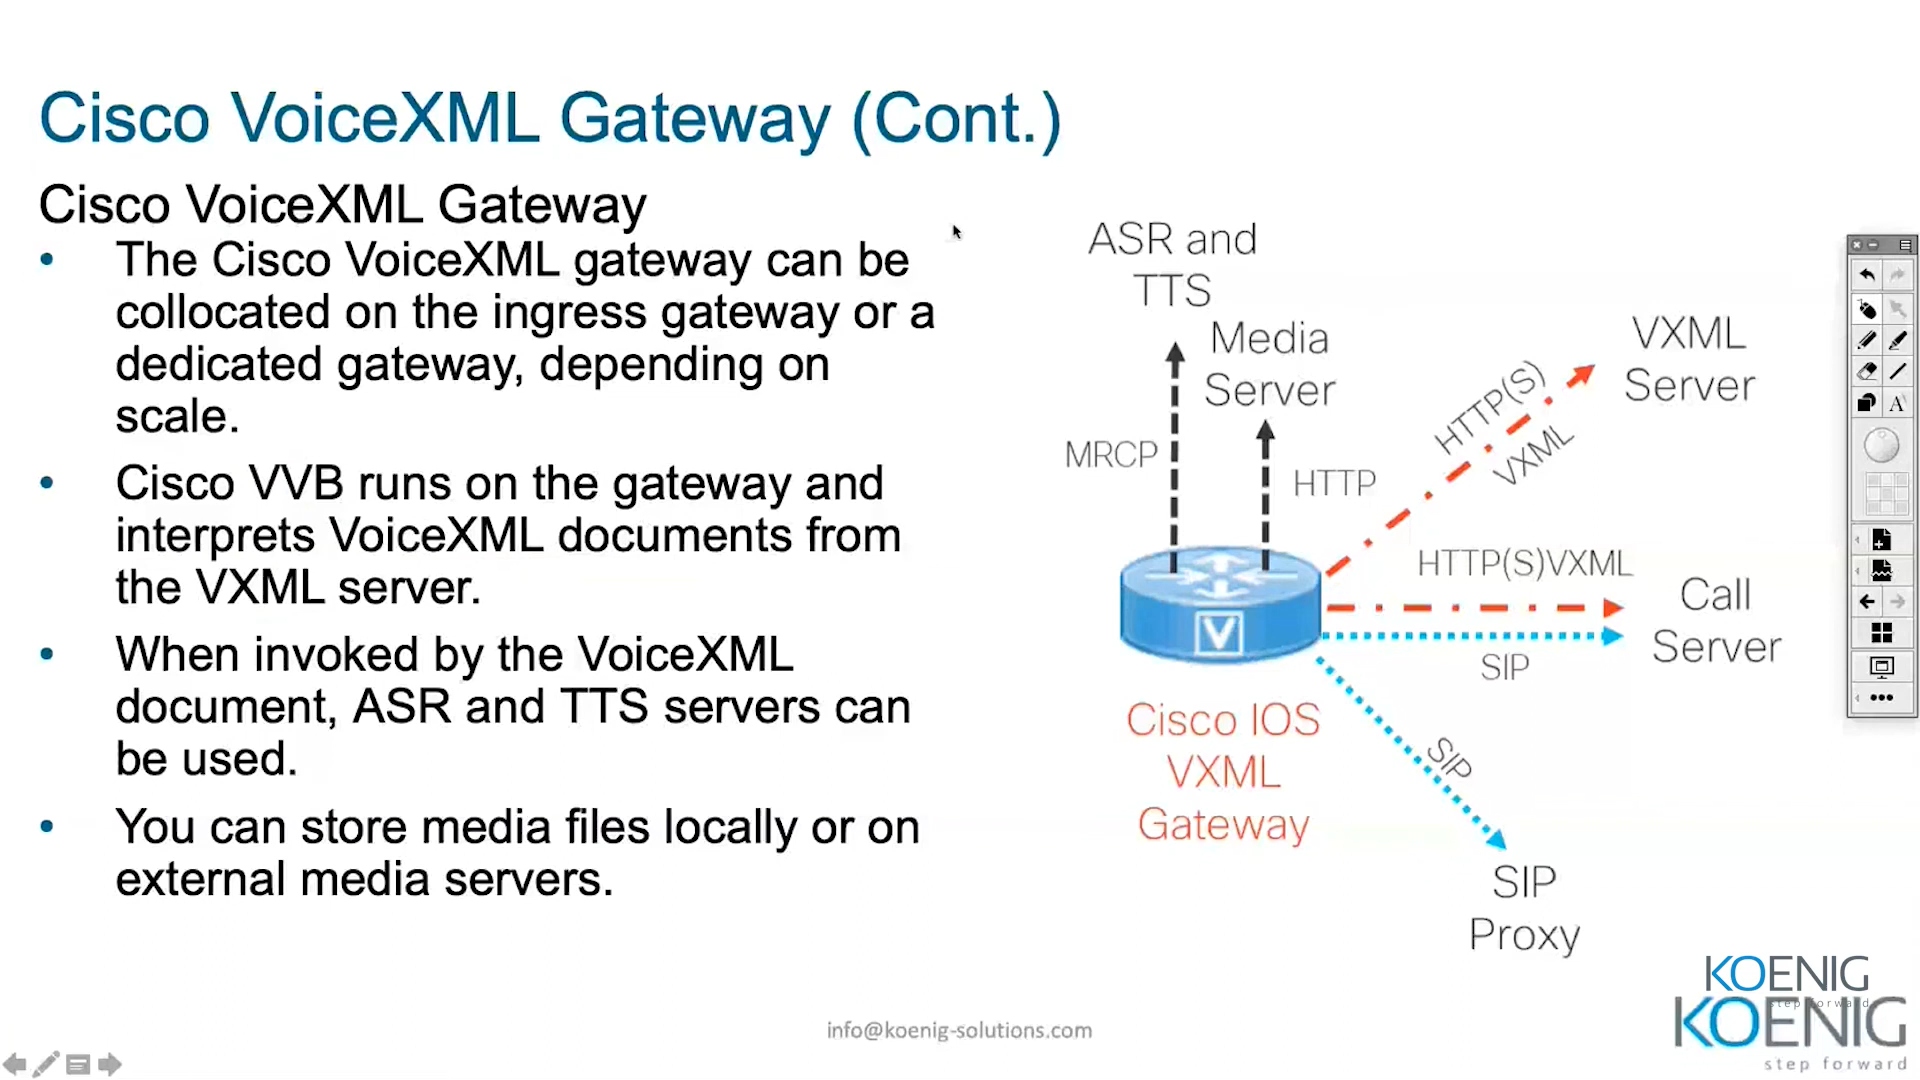 Cisco VoiceXML Gateway (Cont.)
Cisco VoiceXML Gateway
• The Cisco VoiceXML gateway can be
collocated on the ingress gateway or a
dedicated gateway, depending on
scale.
• Cisco VVB runs on the gateway and
interprets VoiceXML documents from
the VXML server.
• When invoked by the VoiceXML
document, ASR and TTS servers can
be used.
• You can store media files locally or on
external media servers.
ASR and
TTS
Media
Server
MRCP
HTTP
HTTP(S)
VXML
VXML
Server
HTTP(S)VXML
Call
Server
SIP
V
Cisco IOS
VXML
Gateway
SIP
SIP
Proxy
A
KOENIG
step forward
KOENIG
step forward
info@koenig-solutions.com